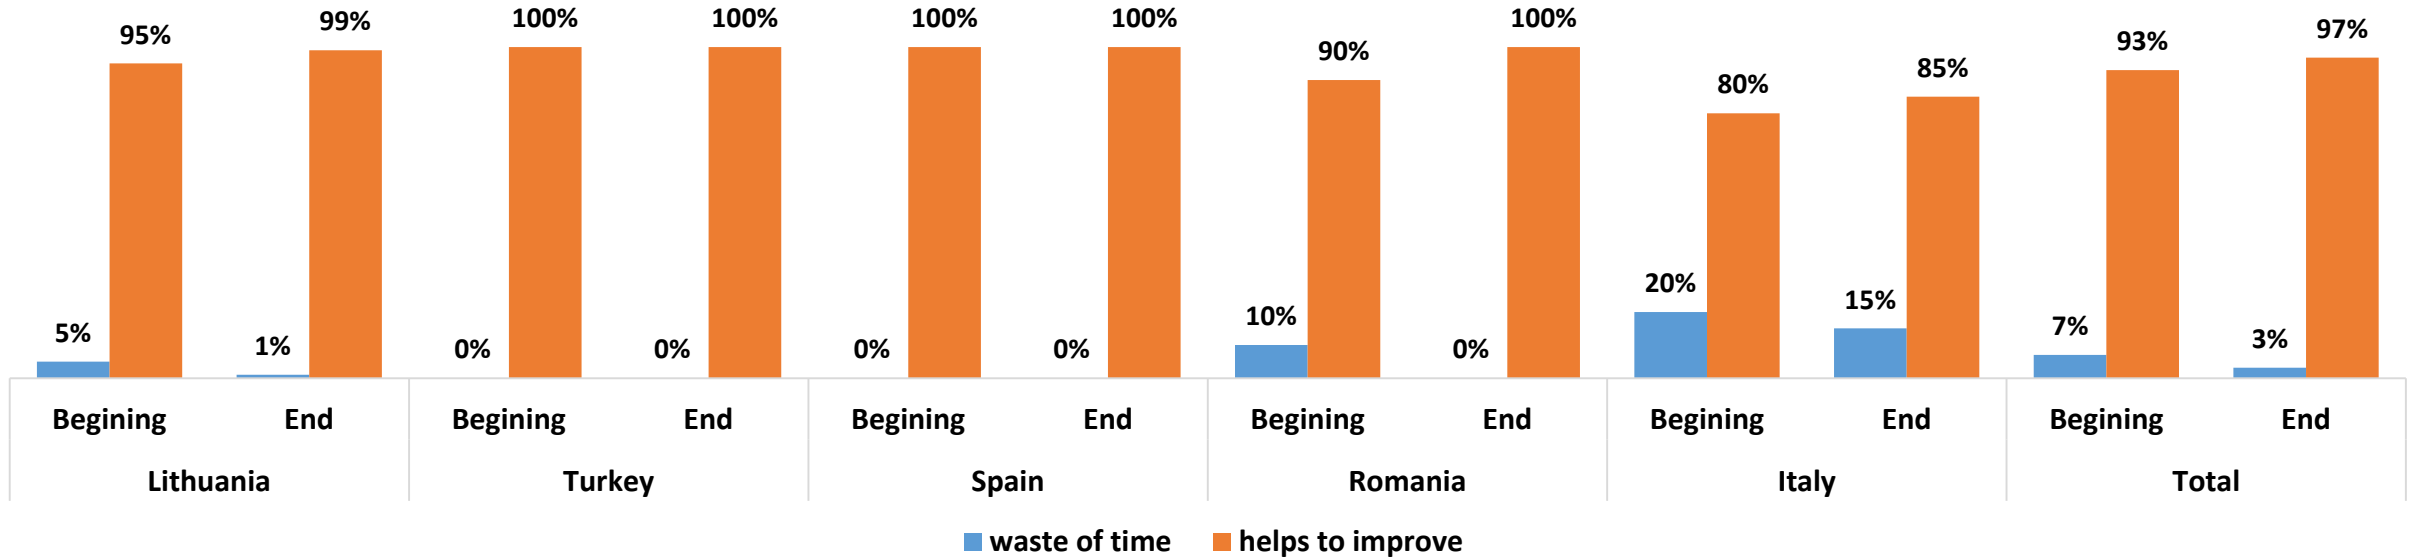 100% 100% 100% 100% 100%
95% 99% 90% 93% 97%
80% 85%
20% 15%
5% 1% 0% 0% 0% 0% 10% 0% 7% 3%
Begining End Begining End Begining End Begining End Begining End Begining End
Lithuania Turkey Spain Romania Italy Total
waste of time helps to improve